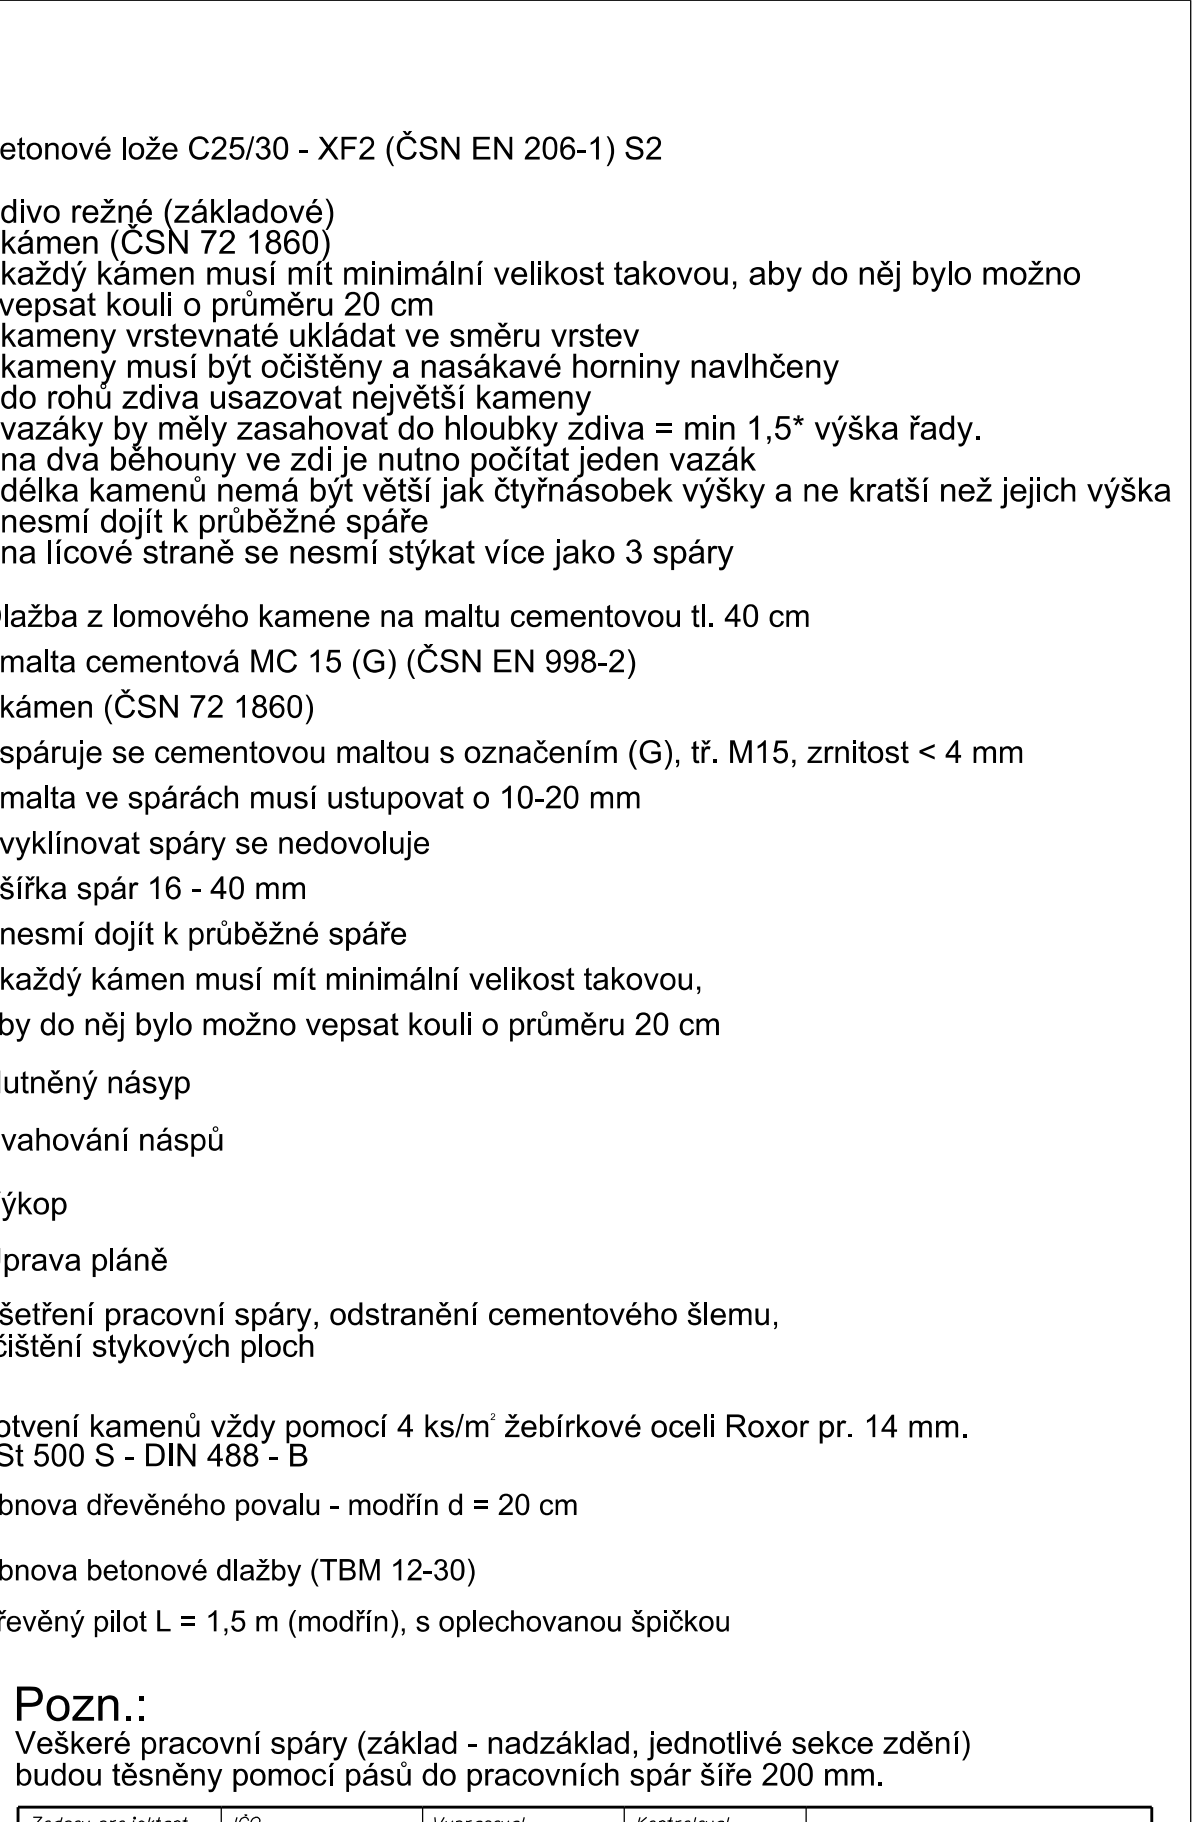 etonové lože C25/30 - XF2 (ČSN EN 206-1) S2
divo režné (základové)
kámen (ČSN 72 1860)
každý kámen musí mít minimální velikost takovou, aby do něj bylo možno
vepsat kouli o průměru 20 cm
kameny vrstevnaté ukládat ve směru vrstev
kameny musí být očištěny a nasákavé horniny navlhčeny
do rohů zdiva usazovat největší kameny
vazáky by měly zasahovat do hloubky zdiva = min 1,5* výška řady.
na dva běhouny ve zdi je nutno počítat jeden vazák
délka kamenů nemá být větší jak čtyřnásobek výšky a ne kratší než jejich výška
nesmí dojít k průběžné spáře
na lícové straně se nesmí stýkat více jako 3 spáry
lažba z lomového kamene na maltu cementovou tl. 40 cm
malta cementová MC 15 (G) (ČSN EN 998-2)
kámen (ČSN 72 1860)
spáruje se cementovou maltou s označením (G), tř. M15, zrnitost < 4 mm
malta ve spárách musí ustupovat o 10-20 mm
vyklínovat spáry se nedovoluje
šířka spár 16 - 40 mm
nesmí dojít k průběžné spáře
každý kámen musí mít minimální velikost takovou,
by do něj bylo možno vepsat kouli o průměru 20 cm
utněný násyp
vahování náspů
ýkop
prava pláně
šetření pracovní spáry, odstranění cementového šlemu,
čištění stykových ploch
otvení kamenů vždy pomocí 4 ks/m² žebírkové oceli Roxor pr. 14 mm.
St 500 S - DIN 488 - B
bnova dřevěného povalu - modřín d = 20 cm
bnova betonové dlažby (TBM 12-30)
řevěný pilot L = 1,5 m (modřín), s oplechovanou špičkou
Pozn.:
Veškeré pracovní spáry (základ - nadzáklad, jednotlivé sekce zdění)
budou těsněny pomocí pásů do pracovních spár šíře 200 mm.